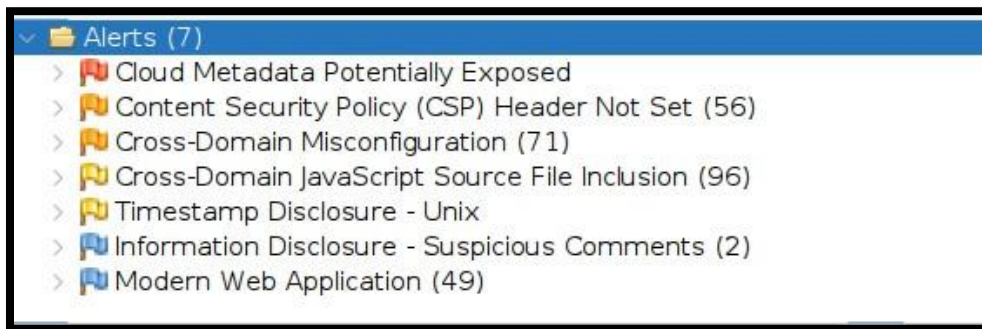 Alerts (7)
Cloud Metadata Potentially Exposed
Content Security Policy (CSP) Header Not Set (56)
Cross-Domain Misconfiguration (71)
Cross-Domain JavaScript Source File Inclusion (96)
Timestamp Disclosure - Unix
Information Disclosure - Suspicious Comments (2)
Modern Web Application (49)